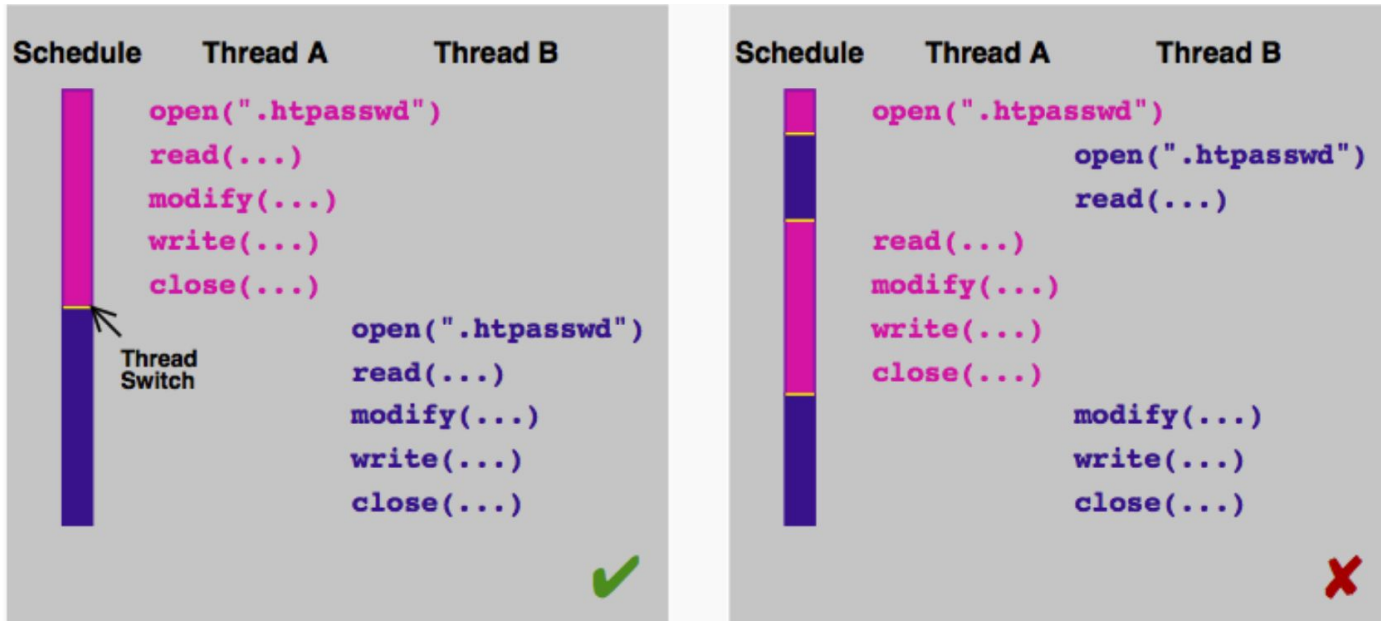 Schedule Thread A Thread B
open(".htpasswd")
read(...)
modify(...)
write(...)
close(...)
Thread
Switch
open(".htpasswd")
read(...)
modify(...)
write(...)
close(...)
Schedule Thread A Thread B
open(".htpasswd")
open(".htpasswd")
read(...)
read(...)
modify(...)
write(...)
close(...)
modify(...)
write(...)
close(...)